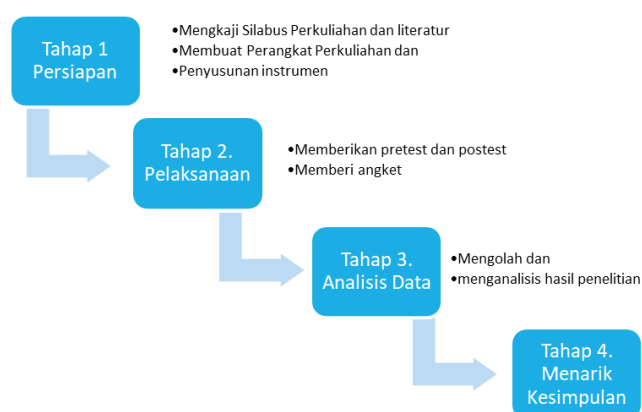 Tahap 1
Persiapan
•Mengkaji Silabus Perkuliahan dan literatur
•Membuat Perangkat Perkuliahan dan
•Penyusunan instrumen
Tahap 2.
Pelaksanaan
•Memberikan pretest dan postest
•Memberi angket
Tahap 3.
Analisis Data
•Mengolah dan
•menganalisis hasil penelitian
Tahap 4.
Menarik
Kesimpulan